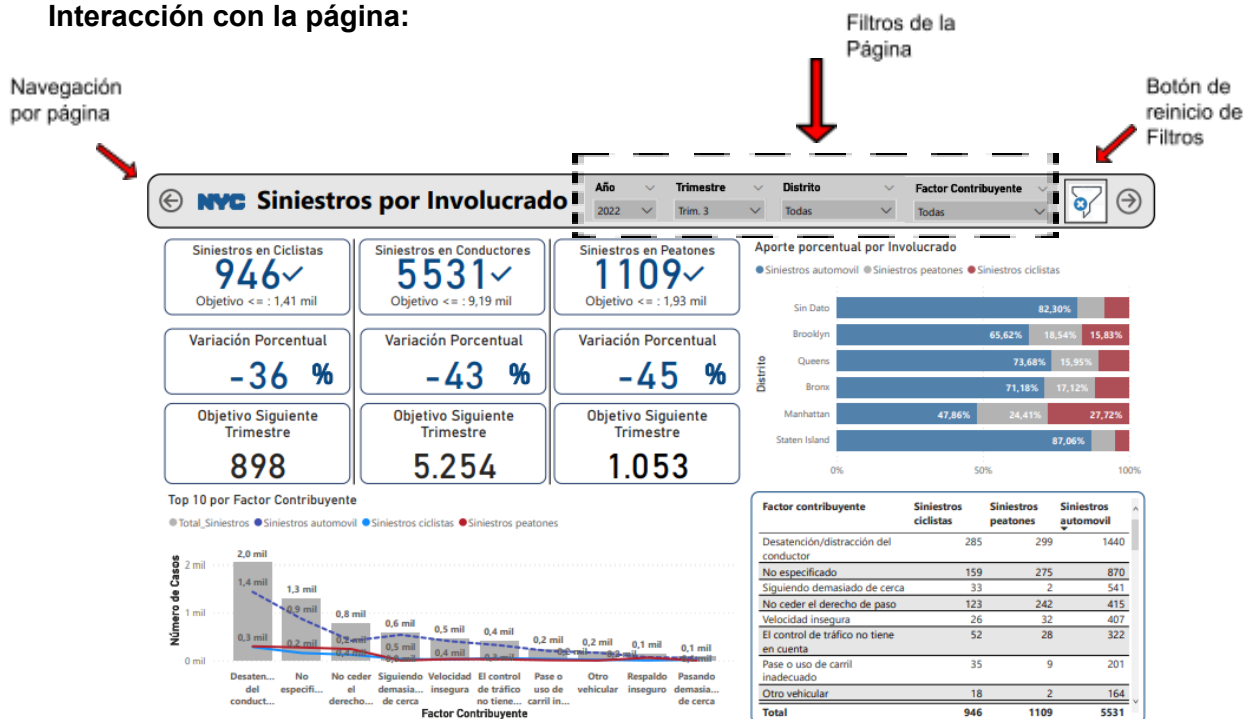 Interacción con la página:
Filtros de la
Página
Navegación
por página
Botón de
reinicio de
Filtros
NYC Siniestros por Involucrado
Año
Trimestre
Distrito
Factor Contribuyente
2022
Trim. 3
Todas
Todas
Siniestros en Ciclistas
946
Objetivo <= : 1,41 mil
Siniestros en Conductores
5531
Objetivo <= : 9,19 mil
Siniestros en Peatones
1109
Objetivo <= : 1,93 mil
Variación Porcentual
-36 %
Variación Porcentual
-43 %
Variación Porcentual
-45 %
Objetivo Siguiente
Trimestre
898
Objetivo Siguiente
Trimestre
5.254
Objetivo Siguiente
Trimestre
1.053
Aporte porcentual por Involucrado
Siniestros automovil Siniestros peatones Siniestros ciclistas
Distrito
Sin Dato 82,30%
Brooklyn 65,62% 18,54% 15,83%
Queens 73,68% 15,95%
Bronx 71,18% 17,12%
Manhattan 47,86% 24,41% 27,72%
Staten Island 87,06%
0% 50% 100%
Top 10 por Factor Contribuyente
Total_Siniestros Siniestros automovil Siniestros ciclistas Siniestros peatones
Número de Casos
2 mil
1 mil
0 mil
2,0 mil
1,3 mil
0,8 mil
0,6 mil
0,5 mil
0,4 mil
0,2 mil
0,2 mil
0,1 mil
0,1 mil
1,4 mil
0,9 mil
0,2 mil
0,5 mil
0,4 mil
0,3 mil
0,2 mil
Desaten... del conduct...
No especifi...
No ceder el derecho...
Siguiendo demasia... de cerca
Velocidad insegura
El control de tráfico no tiene...
Pase o uso de carril in...
Otro vehicular
Respaldo inseguro
Pasando demasia... de cerca
Factor Contribuyente
Factor contribuyente Siniestros ciclistas Siniestros peatones Siniestros automovil
Desatención/distracción del conductor 285 299 1440
No especificado 159 275 870
Siguiendo demasiado de cerca 33 2 541
No ceder el derecho de paso 123 242 415
Velocidad insegura 26 32 407
El control de tráfico no tiene en cuenta 52 28 322
Pase o uso de carril inadecuado 35 9 201
Otro vehicular 18 2 164
Total 946 1109 5531